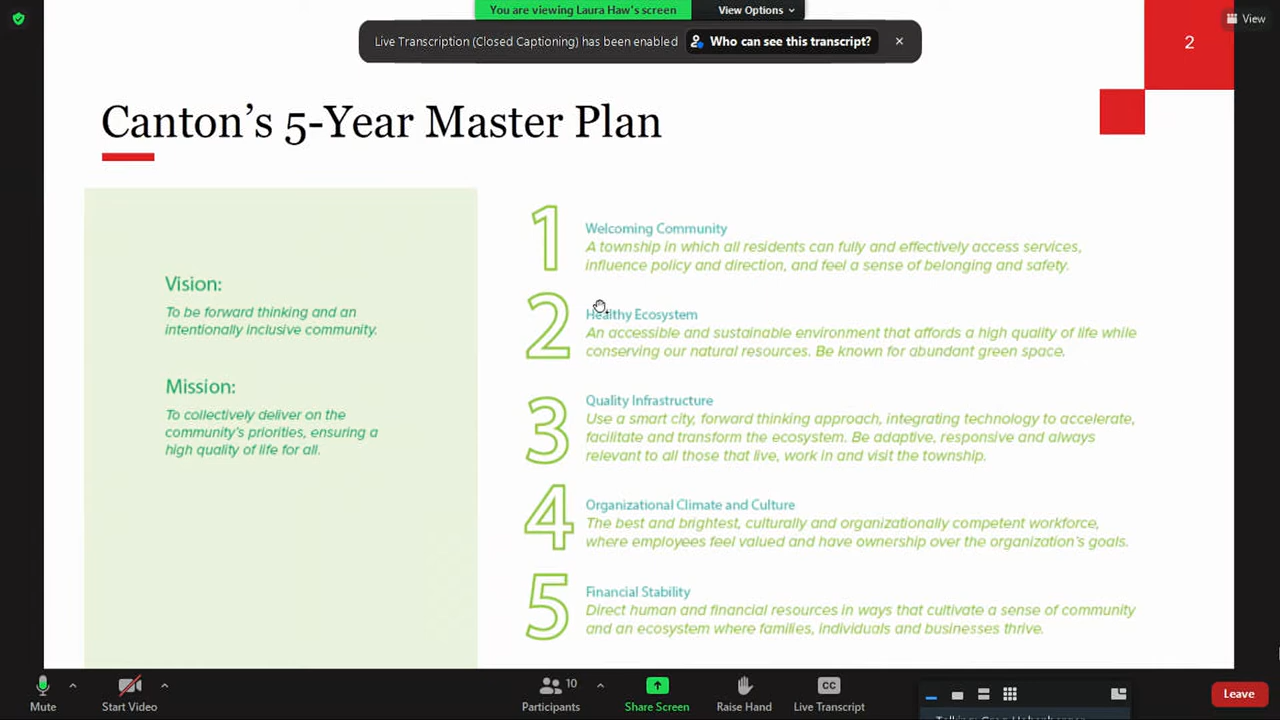 You are viewing Laura Haw's screen
View Options
View
Live Transcription (Closed Captioning) has been enabled
Who can see this transcript?
2
Canton's 5-Year Master Plan
Vision:
To be forward thinking and an
intentionally inclusive community.
Mission:
To collectively deliver on the
community's priorities, ensuring a
high quality of life for all.
1
Welcoming Community
A township in which all residents can fully and effectively access services,
influence policy and direction, and feel a sense of belonging and safety.
2
Healthy Ecosystem
An accessible and sustainable environment that affords a high quality of life while
conserving our natural resources. Be known for abundant green space.
3
Quality Infrastructure
Use a smart city, forward thinking approach, integrating technology to accelerate,
facilitate and transform the ecosystem. Be adaptive, responsive and always
relevant to all those that live, work in and visit the township.
4
Organizational Climate and Culture
The best and brightest, culturally and organizationally competent workforce,
where employees feel valued and have ownership over the organization's goals.
5
Financial Stability
Direct human and financial resources in ways that cultivate a sense of community
and an ecosystem where families, individuals and businesses thrive.
Mute
Start Video
10
Participants
Share Screen
Raise Hand
CC
Live Transcript
Leave